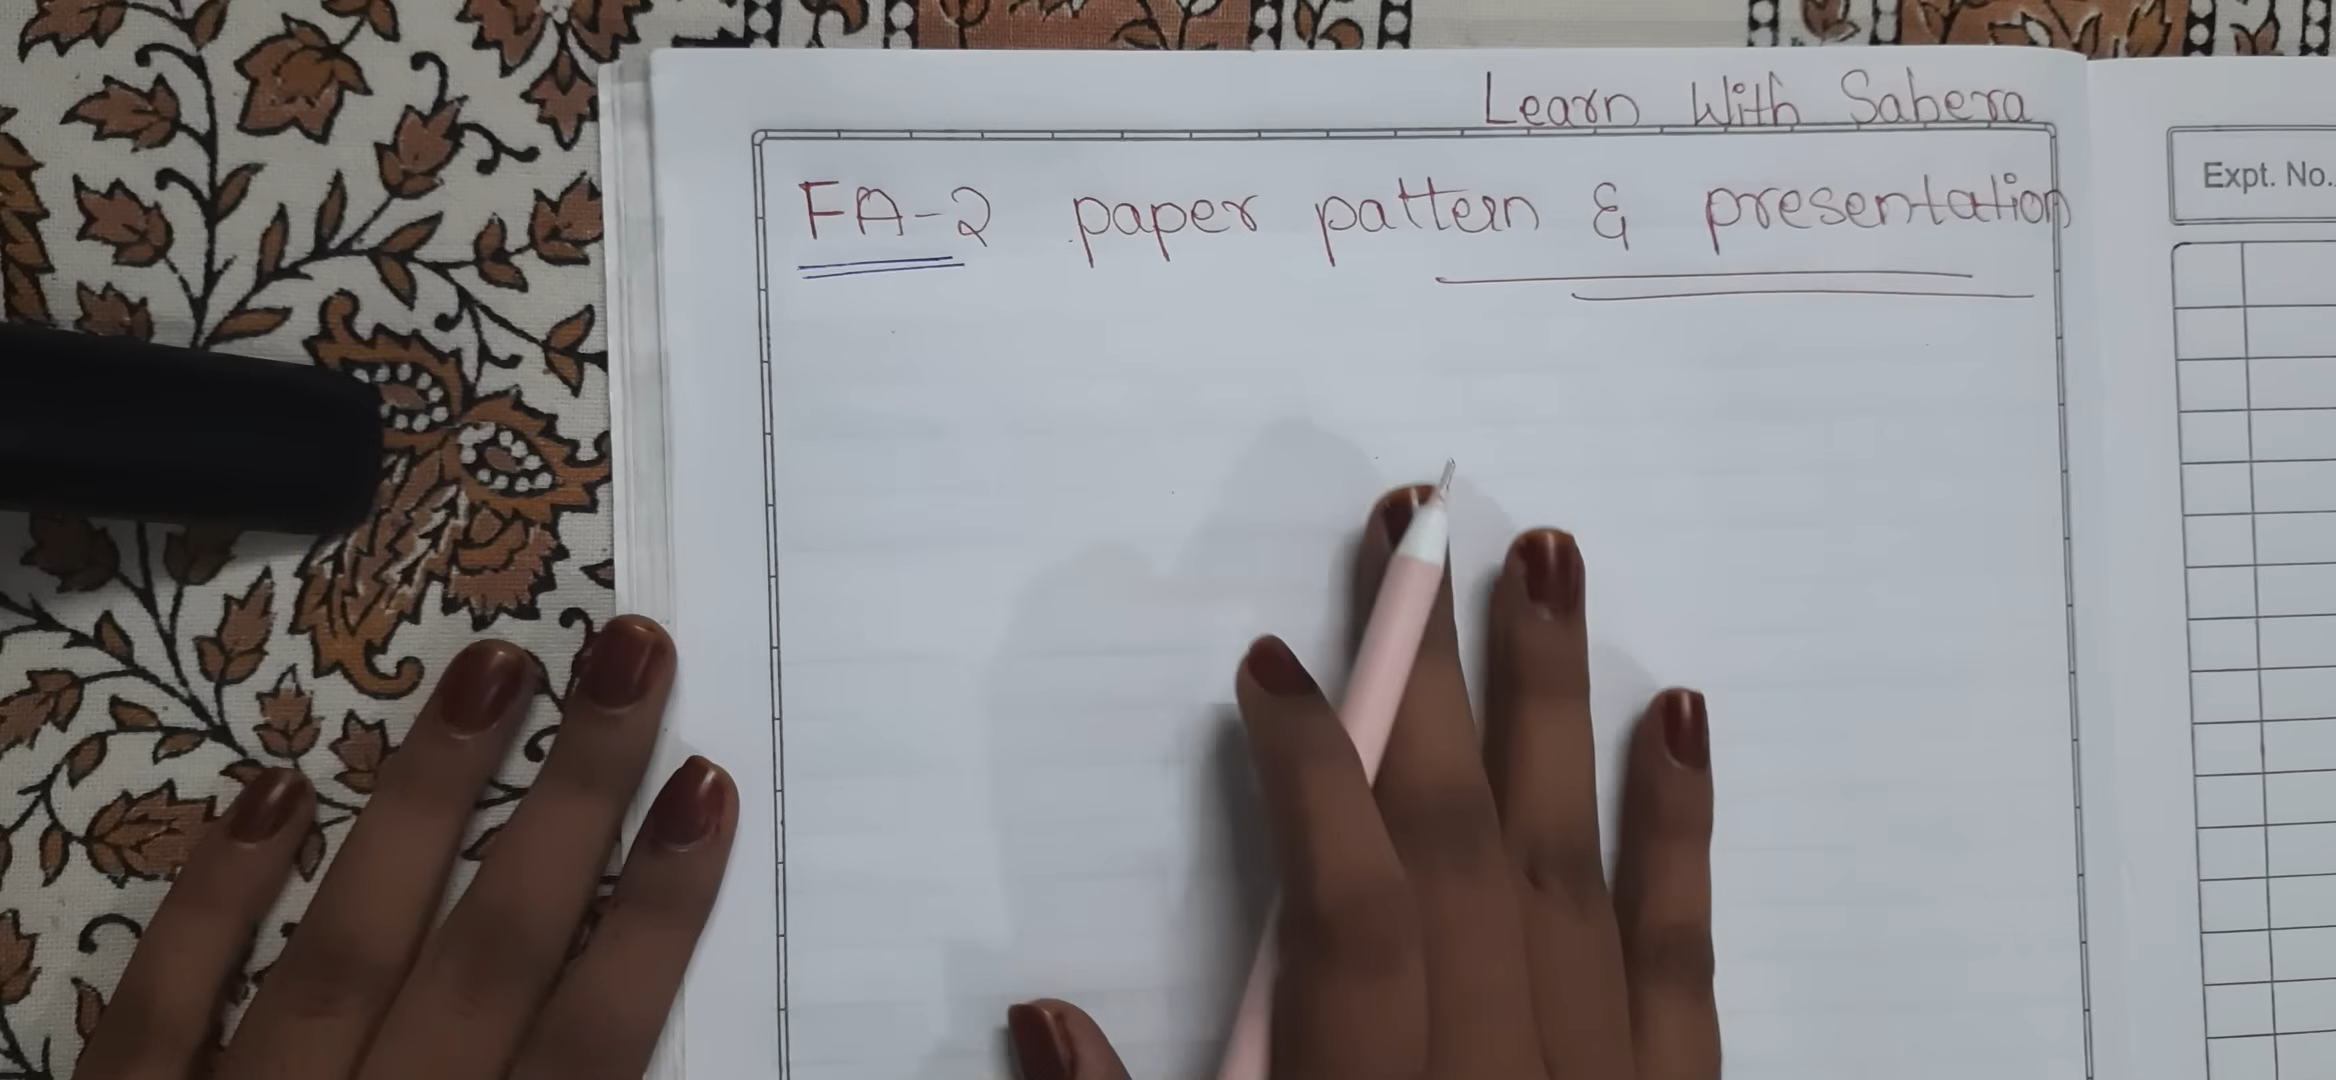 Learn With Sabera
FA-2 paper pattern & presentation
Expt. No.